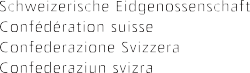 Schweizerische Eidgenossenschaft
Confédération suisse
Confederazione Svizzera
Confederaziun svizra